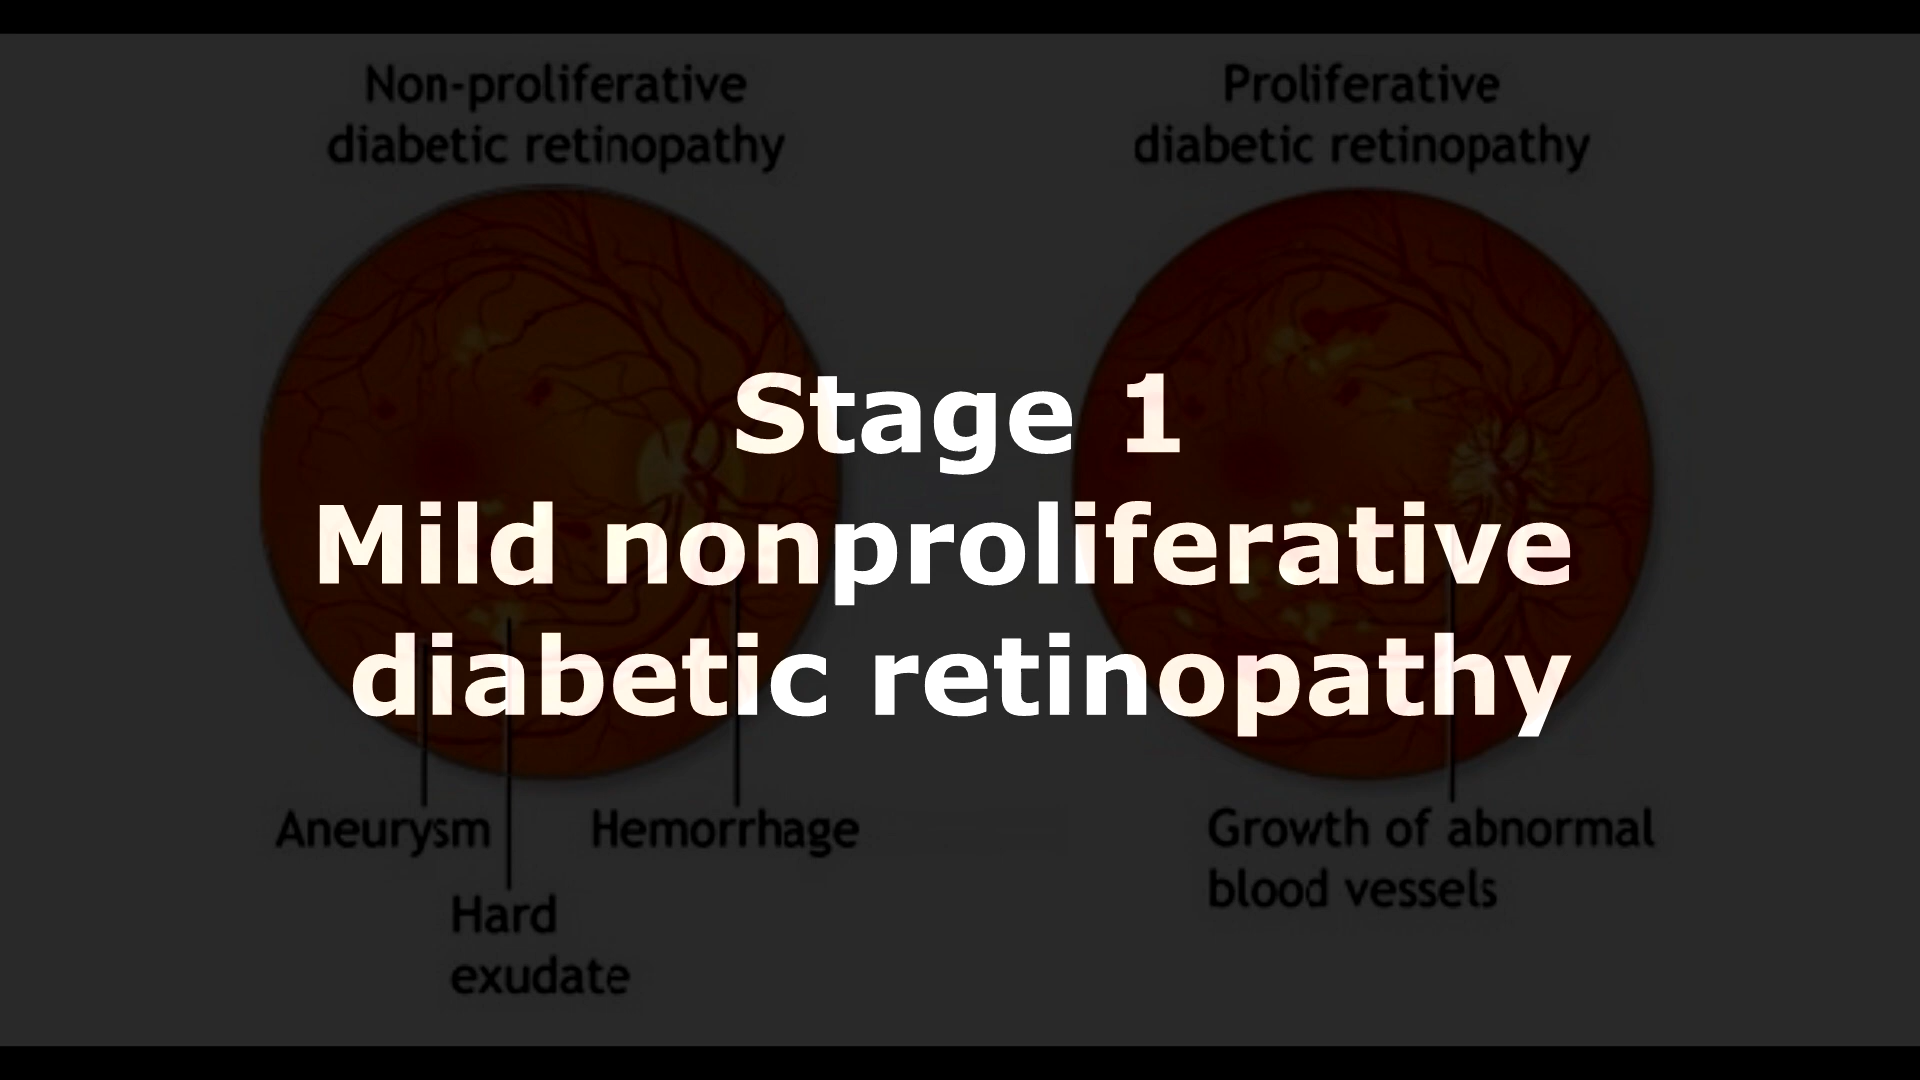 Non-proliferative
diabetic retinopathy
Proliferative
diabetic retinopathy
Stage 1
Mild nonproliferative
diabetic retinopathy
Aneurysm
Hemorrhage
Hard
exudate
Growth of abnormal
blood vessels